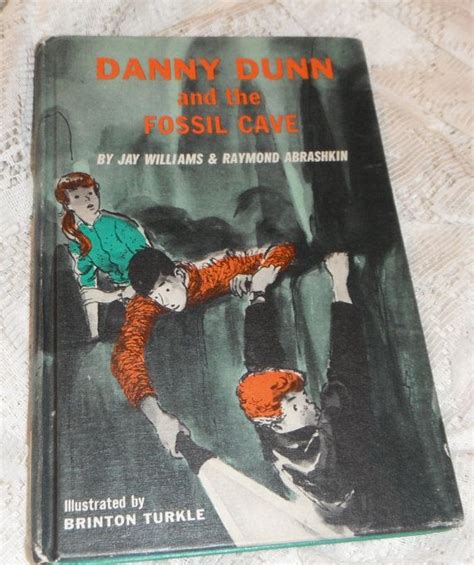 DANNY DUNN
and the
FOSSIL CAVE
BY JAY WILLIAMS & RAYMOND ABRASHKIN
Illustrated by
BRINTON TURKLE